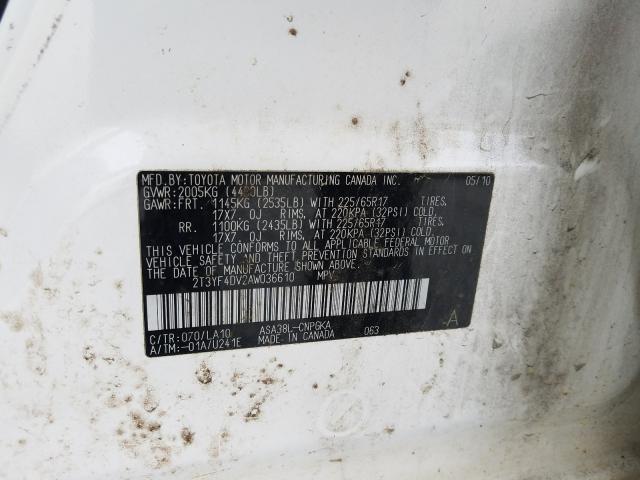 MFD.BY:TOYOTA MOTOR MANUFACTURING CANADA INC. 05/10
GVWR:2005KG
GAWR:FRT. 1145KG (2535LB) WITH 225/65R17 TIRES,
17X7.0J RIMS, AT 220KPA (32PSI) COLD.
RR. 1100KG (2435LB) WITH 225/65R17 TIRES,
17X7.0J RIMS, AT 220KPA (32PSI) COLD.
THIS VEHICLE CONFORMS TO ALL APPLICABLE FEDERAL MOTOR
VEHICLE SAFETY AND THEFT PREVENTION STANDARDS IN EFFECT
ON THE DATE OF MANUFACTURE SHOWN ABOVE.
2T3YF4DV2AW036610 MPV
C/TR:070/LA10 ASA38L-CNPGKA 063
A/TM:-01A/U241E MADE IN CANADA A